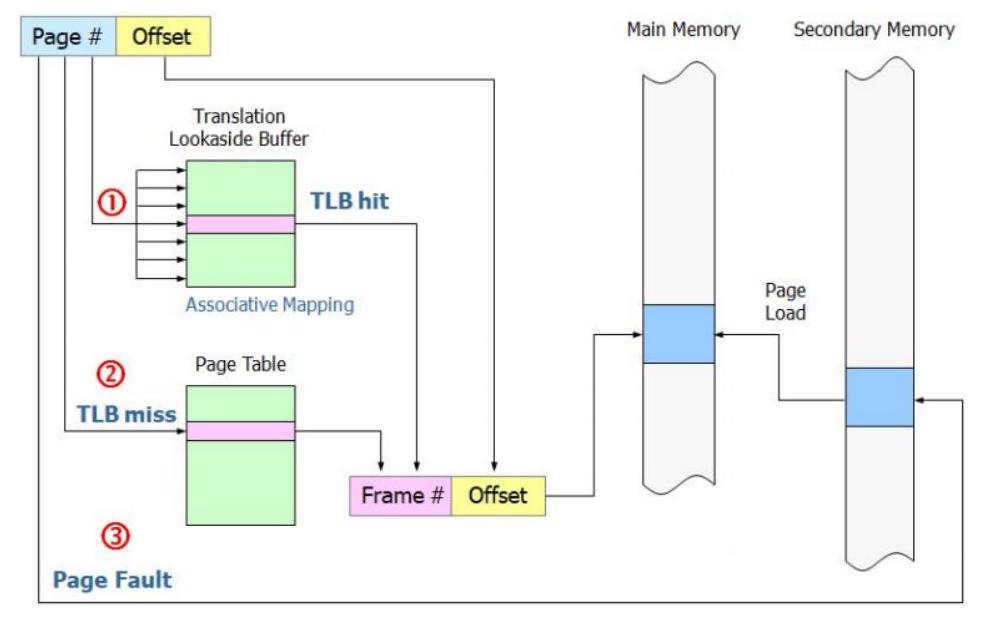 Page # Offset
Main Memory
Secondary Memory
Translation
Lookaside Buffer
①
TLB hit
Associative Mapping
Page
Load
②
Page Table
TLB miss
Frame # Offset
③
Page Fault